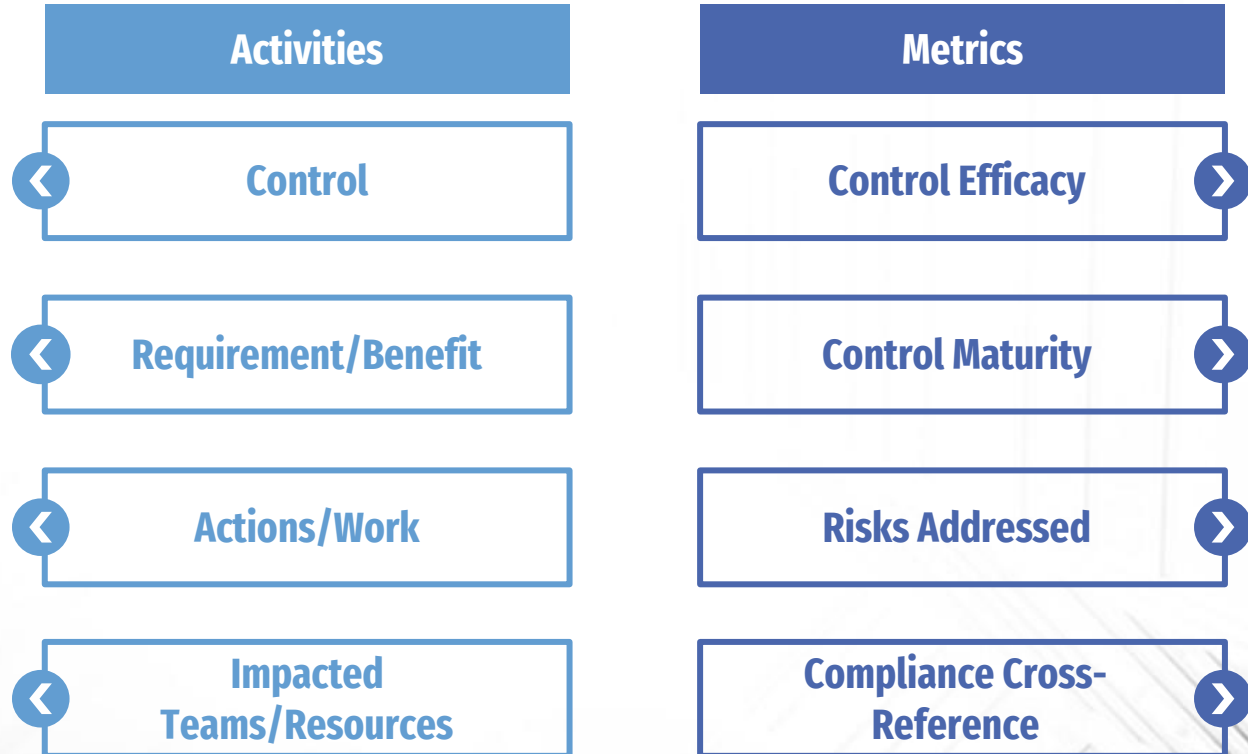 Activities
Control
Requirement/Benefit
Actions/Work
Impacted
Teams/Resources
Metrics
Control Efficacy
Control Maturity
Risks Addressed
Compliance Cross-
Reference